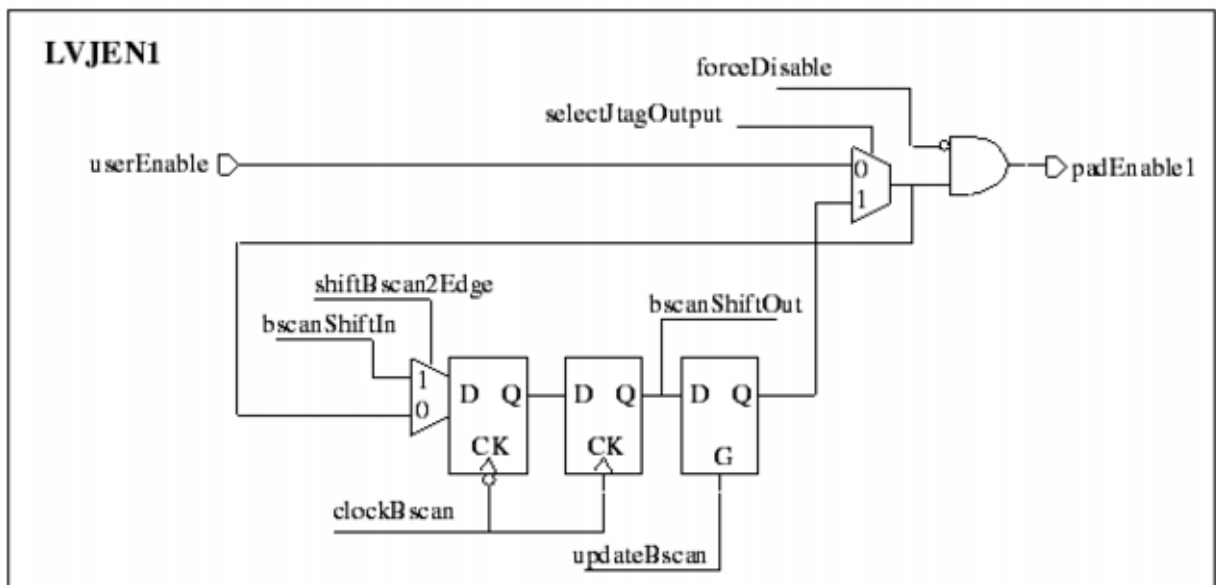 LVJEN1
forceDisable
selectJtagOutput
userEnable
0
1
padEnable1
shiftBscan2Edge
bscanShiftIn
bscanShiftOut
1
0
D Q
CK
D Q
CK
D Q
G
clockBscan
updateBscan